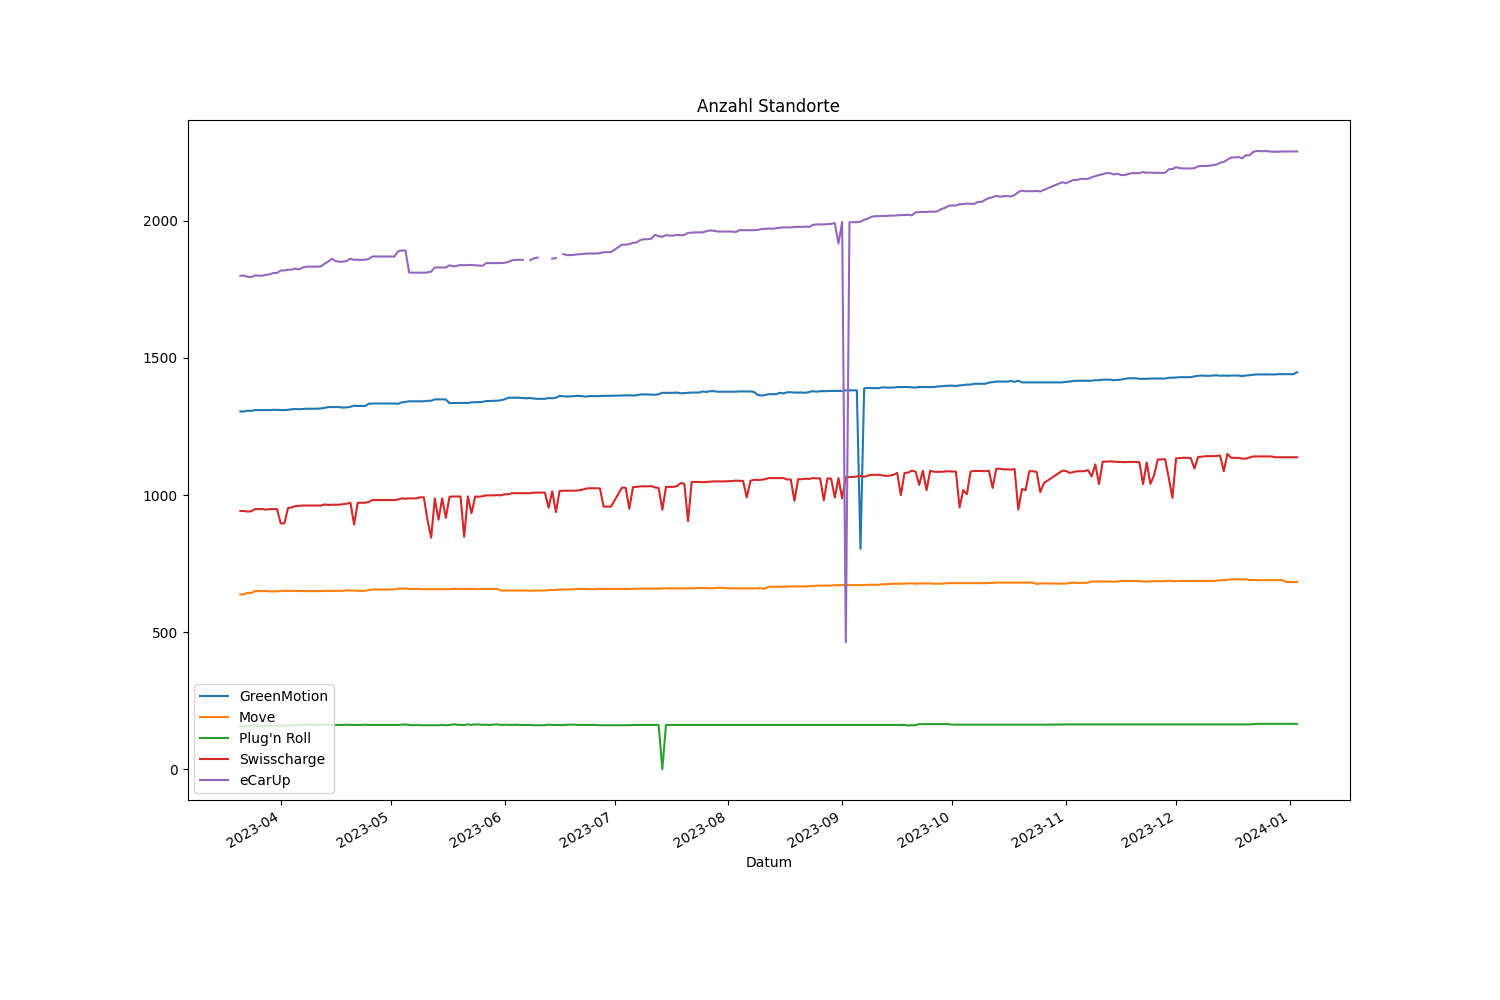 Anzahl Standorte
2000
1500
1000
500
0
GreenMotion
Move
Plug'n Roll
Swisscharge
eCarUp
2023-04
2023-05
2023-06
2023-07
2023-08
2023-09
2023-10
2023-11
2023-12
2024-01
Datum